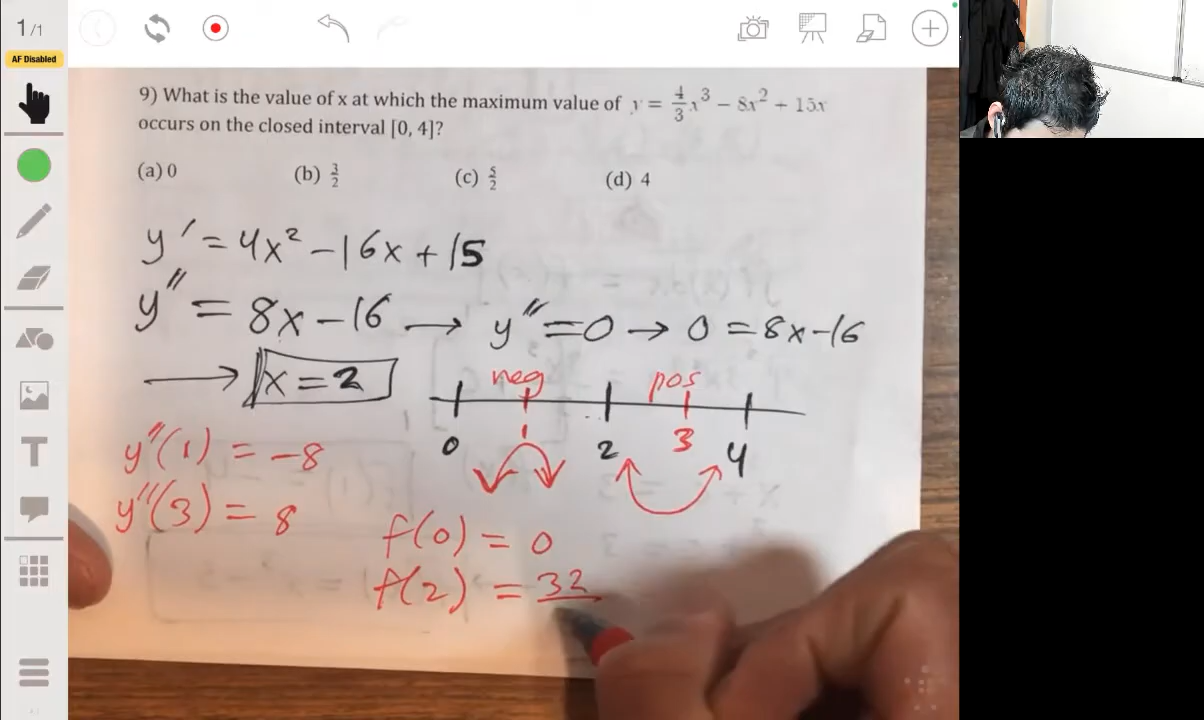 1/1
AF Disabled
9) What is the value of x at which the maximum value of y = 4/3 x³ − 8x² + 15x
occurs on the closed interval [0, 4]?
(a) 0 (b) 3/2 (c) 5/2 (d) 4
y' = 4x² − 16x + 15
y'' = 8x − 16 → y'' = 0 → 0 = 8x − 16
→ x = 2
neg pos
0 1 2 3 4
y''(1) = −8
y''(3) = 8
f(0) = 0
f(2) = 32
T